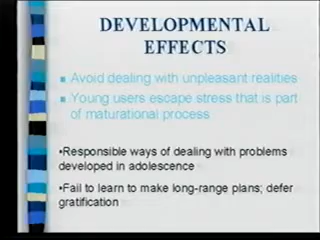 DEVELOPMENTAL
EFFECTS
Avoid dealing with unpleasant realities
Young users escape stress that is part
of maturational process
•Responsible ways of dealing with problems
developed in adolescence
•Fail to learn to make long-range plans; defer
gratification